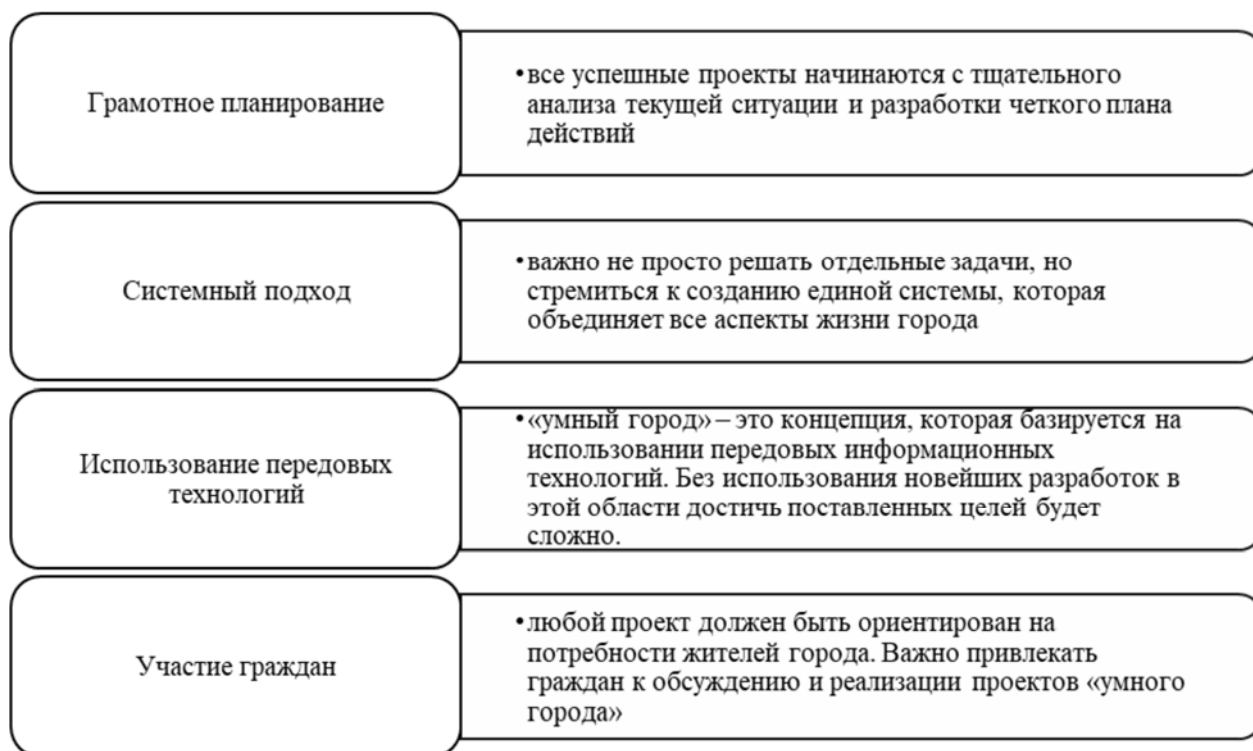 Грамотное планирование
•все успешные проекты начинаются с тщательного
анализа текущей ситуации и разработки четкого плана
действий
Системный подход
•важно не просто решать отдельные задачи, но
стремиться к созданию единой системы, которая
объединяет все аспекты жизни города
Использование передовых
технологий
•«умный город» – это концепция, которая базируется на
использовании передовых информационных
технологий. Без использования новейших разработок в
этой области достичь поставленных целей будет
сложно.
Участие граждан
•любой проект должен быть ориентирован на
потребности жителей города. Важно привлекать
граждан к обсуждению и реализации проектов «умного
города»